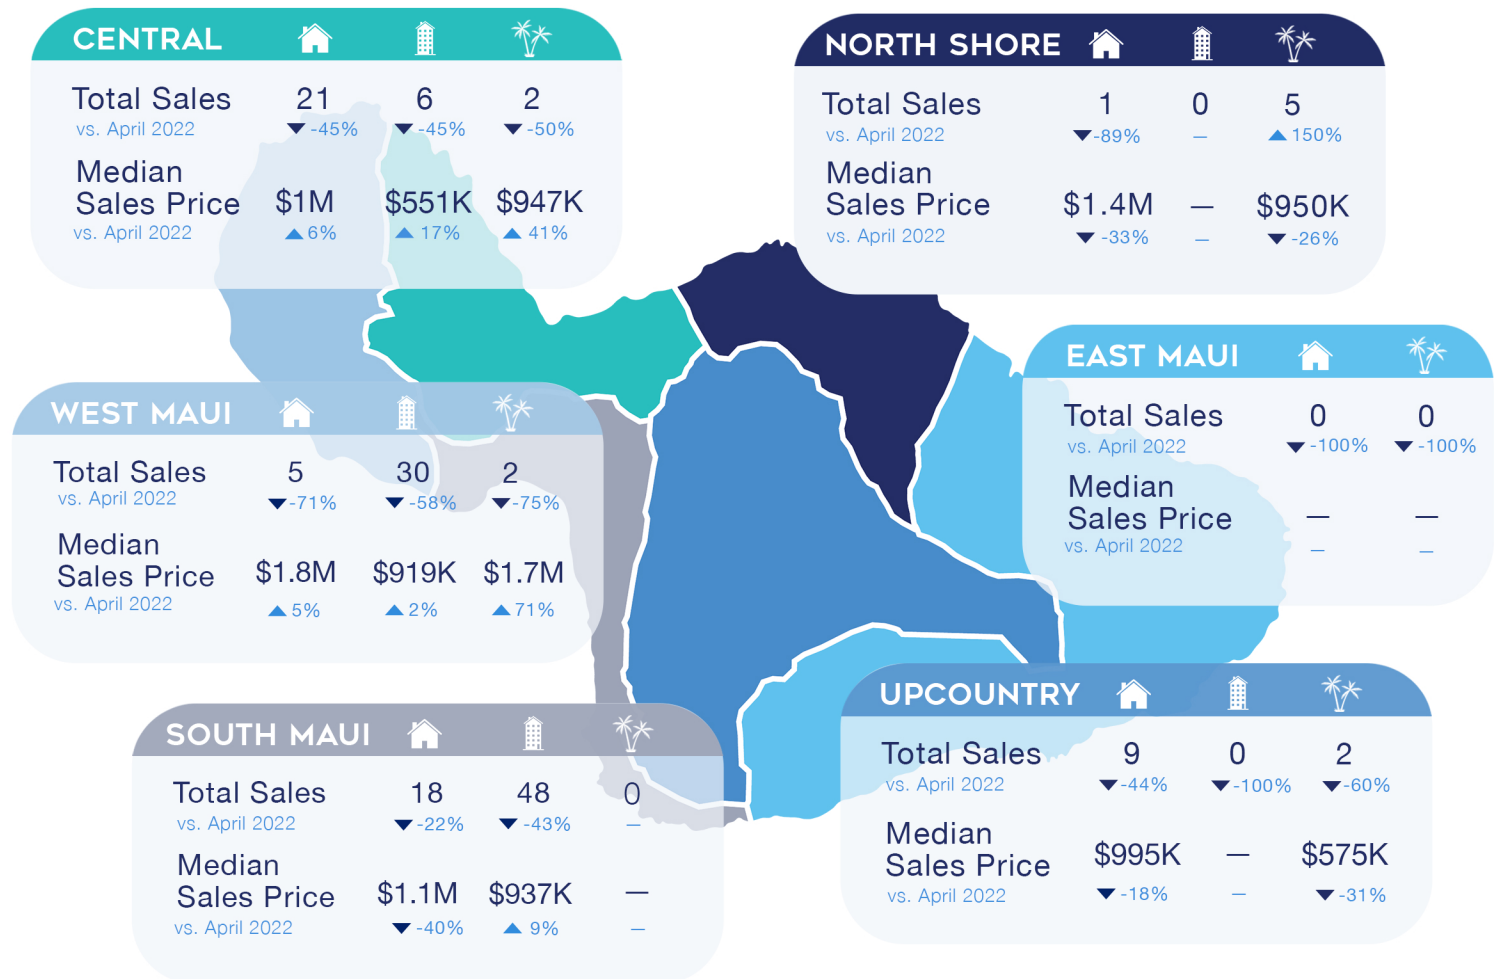 CENTRAL
Total Sales 21 6 2
vs. April 2022 ▼ -45% ▼ -45% ▼ -50%
Median
Sales Price $1M $551K $947K
vs. April 2022 ▲ 6% ▲ 17% ▲ 41%
NORTH SHORE
Total Sales 1 0 5
vs. April 2022 ▼ -89% – ▲ 150%
Median
Sales Price $1.4M — $950K
vs. April 2022 ▼ -33% – ▼ -26%
EAST MAUI
Total Sales 0 0
vs. April 2022 ▼ -100% ▼ -100%
Median
Sales Price — —
vs. April 2022 – –
WEST MAUI
Total Sales 5 30 2
vs. April 2022 ▼ -71% ▼ -58% ▼ -75%
Median
Sales Price $1.8M $919K $1.7M
vs. April 2022 ▲ 5% ▲ 2% ▲ 71%
UPCOUNTRY
Total Sales 9 0 2
vs. April 2022 ▼ -44% ▼ -100% ▼ -60%
Median
Sales Price $995K — $575K
vs. April 2022 ▼ -18% – ▼ -31%
SOUTH MAUI
Total Sales 18 48 0
vs. April 2022 ▼ -22% ▼ -43% –
Median
Sales Price $1.1M $937K —
vs. April 2022 ▼ -40% ▲ 9% –